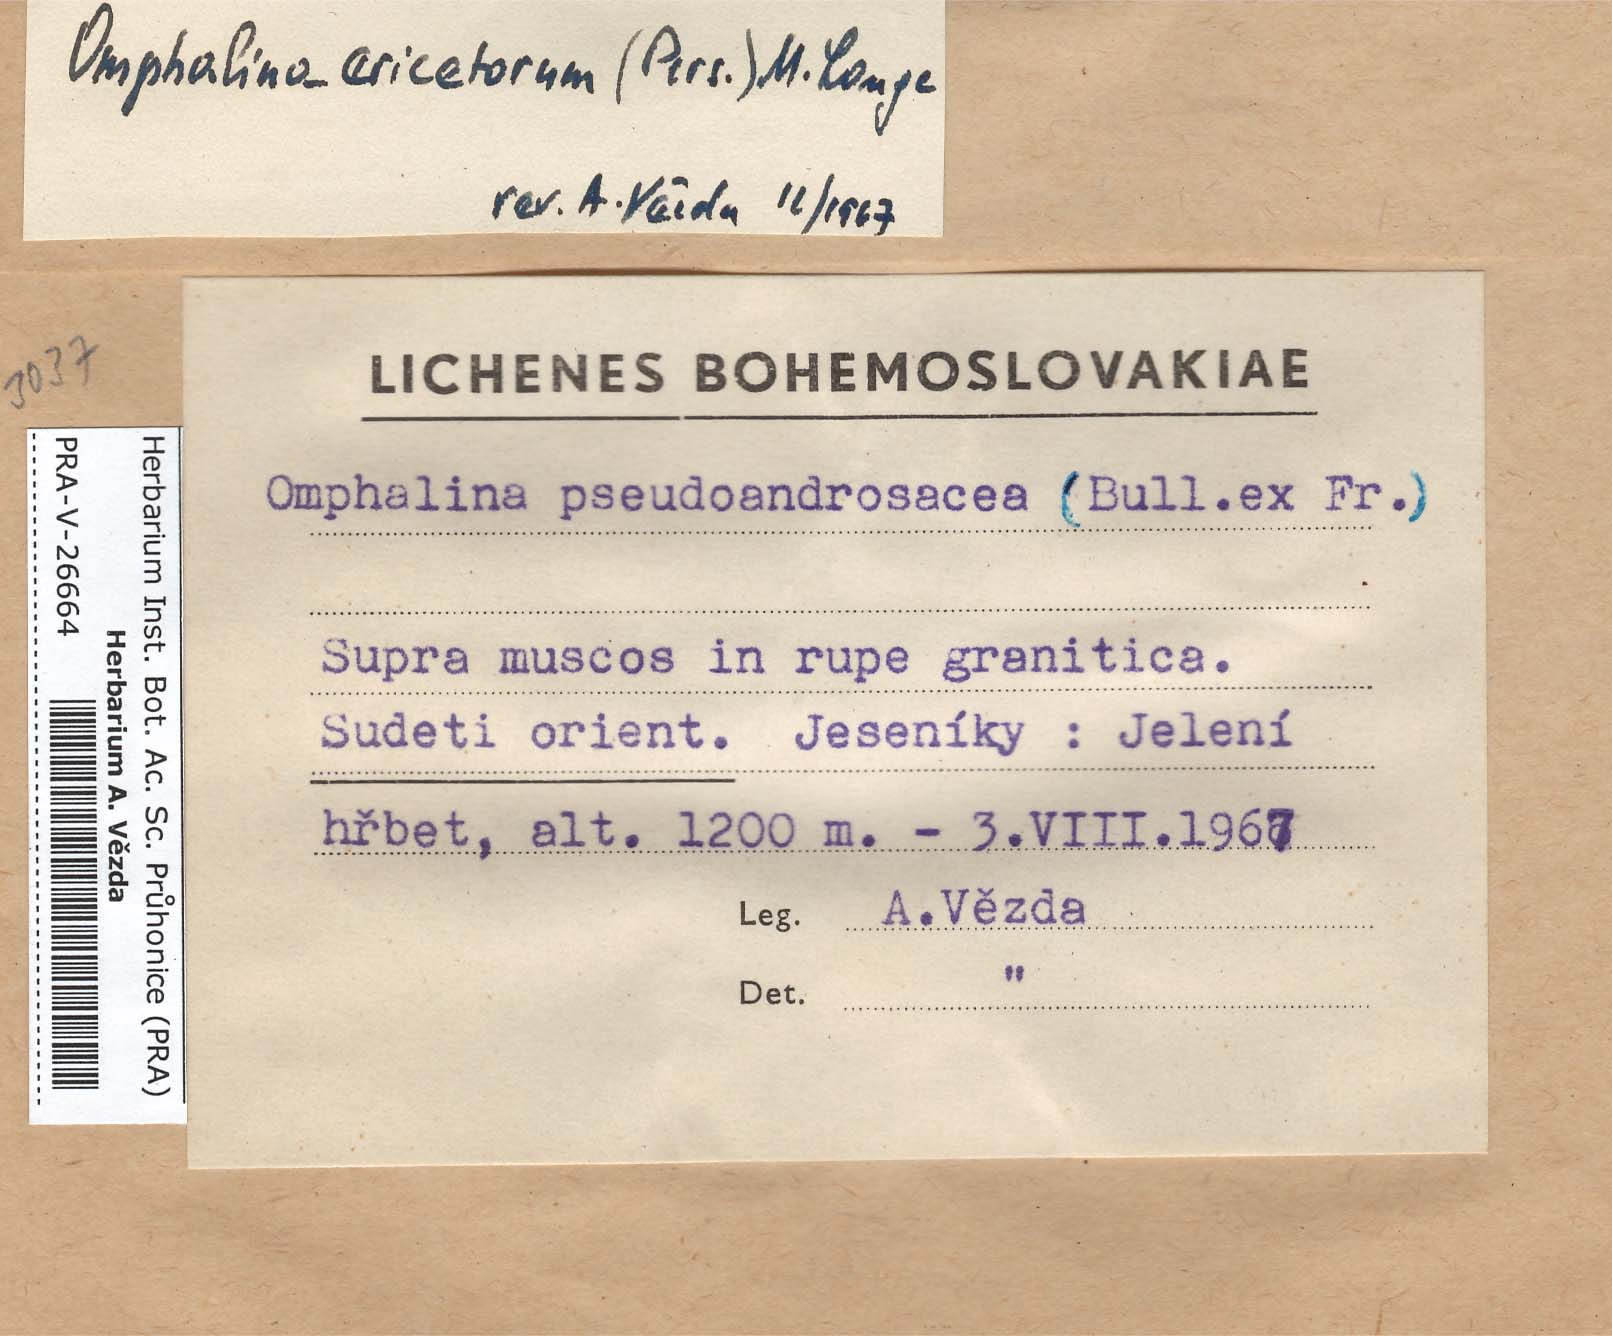 Omphalina ericetorum (Pers.) M. Lange
rev. A. Vězda 11/1967
3037
Herbarium Inst. Bot. Ac. Sc. Průhonice (PRA)
Herbarium A. Vězda
PRA-V-26664
LICHENES BOHEMOSLOVAKIAE
Omphalina pseudoandrosacea (Bull.ex Fr.)
Supra muscos in rupe granitica.
Sudeti orient. Jeseníky : Jelení
hřbet, alt. 1200 m. - 3.VIII.1967
Leg. A.Vězda
Det. "